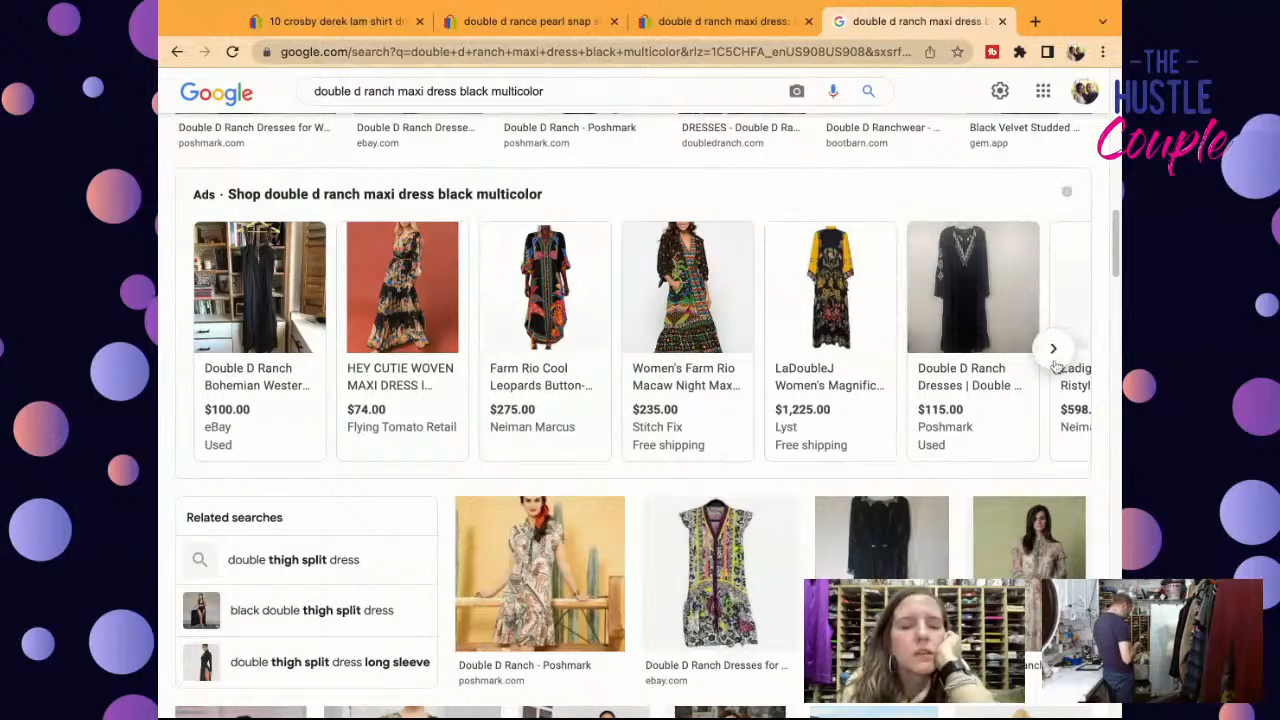 10 crosby derek lam shirt dr
double d rance pearl snap s
double d ranch maxi dress:
double d ranch maxi dress b
google.com/search?q=double+d+ranch+maxi+dress+black+multicolor&rlz=1C5CHFA_enUS908US908&sxsrf...
Google
double d ranch maxi dress black multicolor
-THE-
HUSTLE
Couple
Double D Ranch Dresses for W...
poshmark.com
Double D Ranch Dresse...
ebay.com
Double D Ranch - Poshmark
poshmark.com
DRESSES - Double D Ra...
doubledranch.com
Double D Ranchwear - ...
bootbarn.com
Black Velvet Studded ...
gem.app
Ads · Shop double d ranch maxi dress black multicolor
Double D Ranch
Bohemian Wester...
$100.00
eBay
Used
HEY CUTIE WOVEN
MAXI DRESS I...
$74.00
Flying Tomato Retail
Farm Rio Cool
Leopards Button-...
$275.00
Neiman Marcus
Women's Farm Rio
Macaw Night Max...
$235.00
Stitch Fix
Free shipping
LaDoubleJ
Women's Magnific...
$1,225.00
Lyst
Free shipping
Double D Ranch
Dresses | Double ...
$115.00
Poshmark
Used
Ristyl
$598.
Neim
Related searches
double thigh split dress
black double thigh split dress
double thigh split dress long sleeve
Double D Ranch - Poshmark
poshmark.com
Double D Ranch Dresses for ...
ebay.com